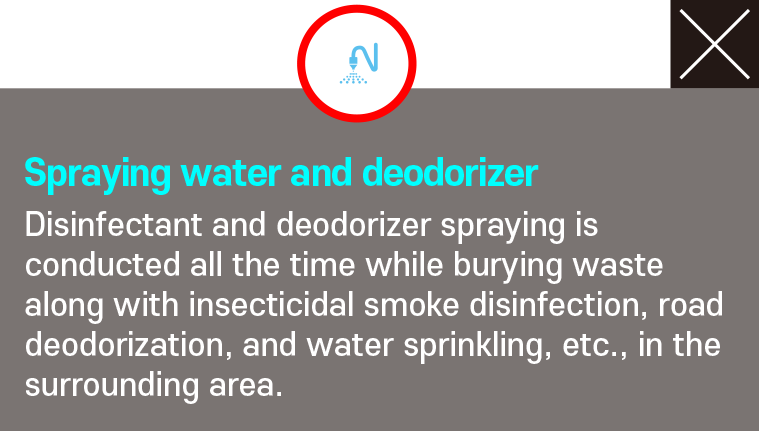 Spraying water and deodorizer
Disinfectant and deodorizer spraying is
conducted all the time while burying waste
along with insecticidal smoke disinfection, road
deodorization, and water sprinkling, etc., in the
surrounding area.